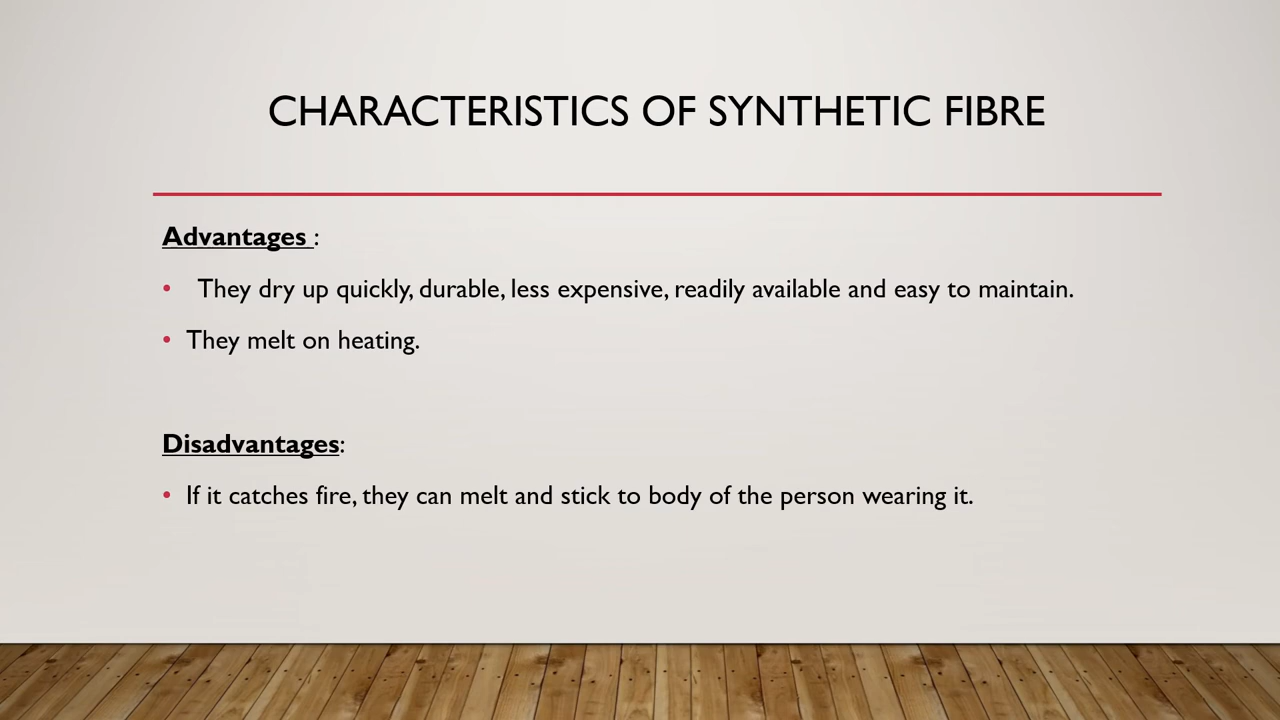 CHARACTERISTICS OF SYNTHETIC FIBRE
Advantages :
• They dry up quickly, durable, less expensive, readily available and easy to maintain.
• They melt on heating.
Disadvantages:
• If it catches fire, they can melt and stick to body of the person wearing it.